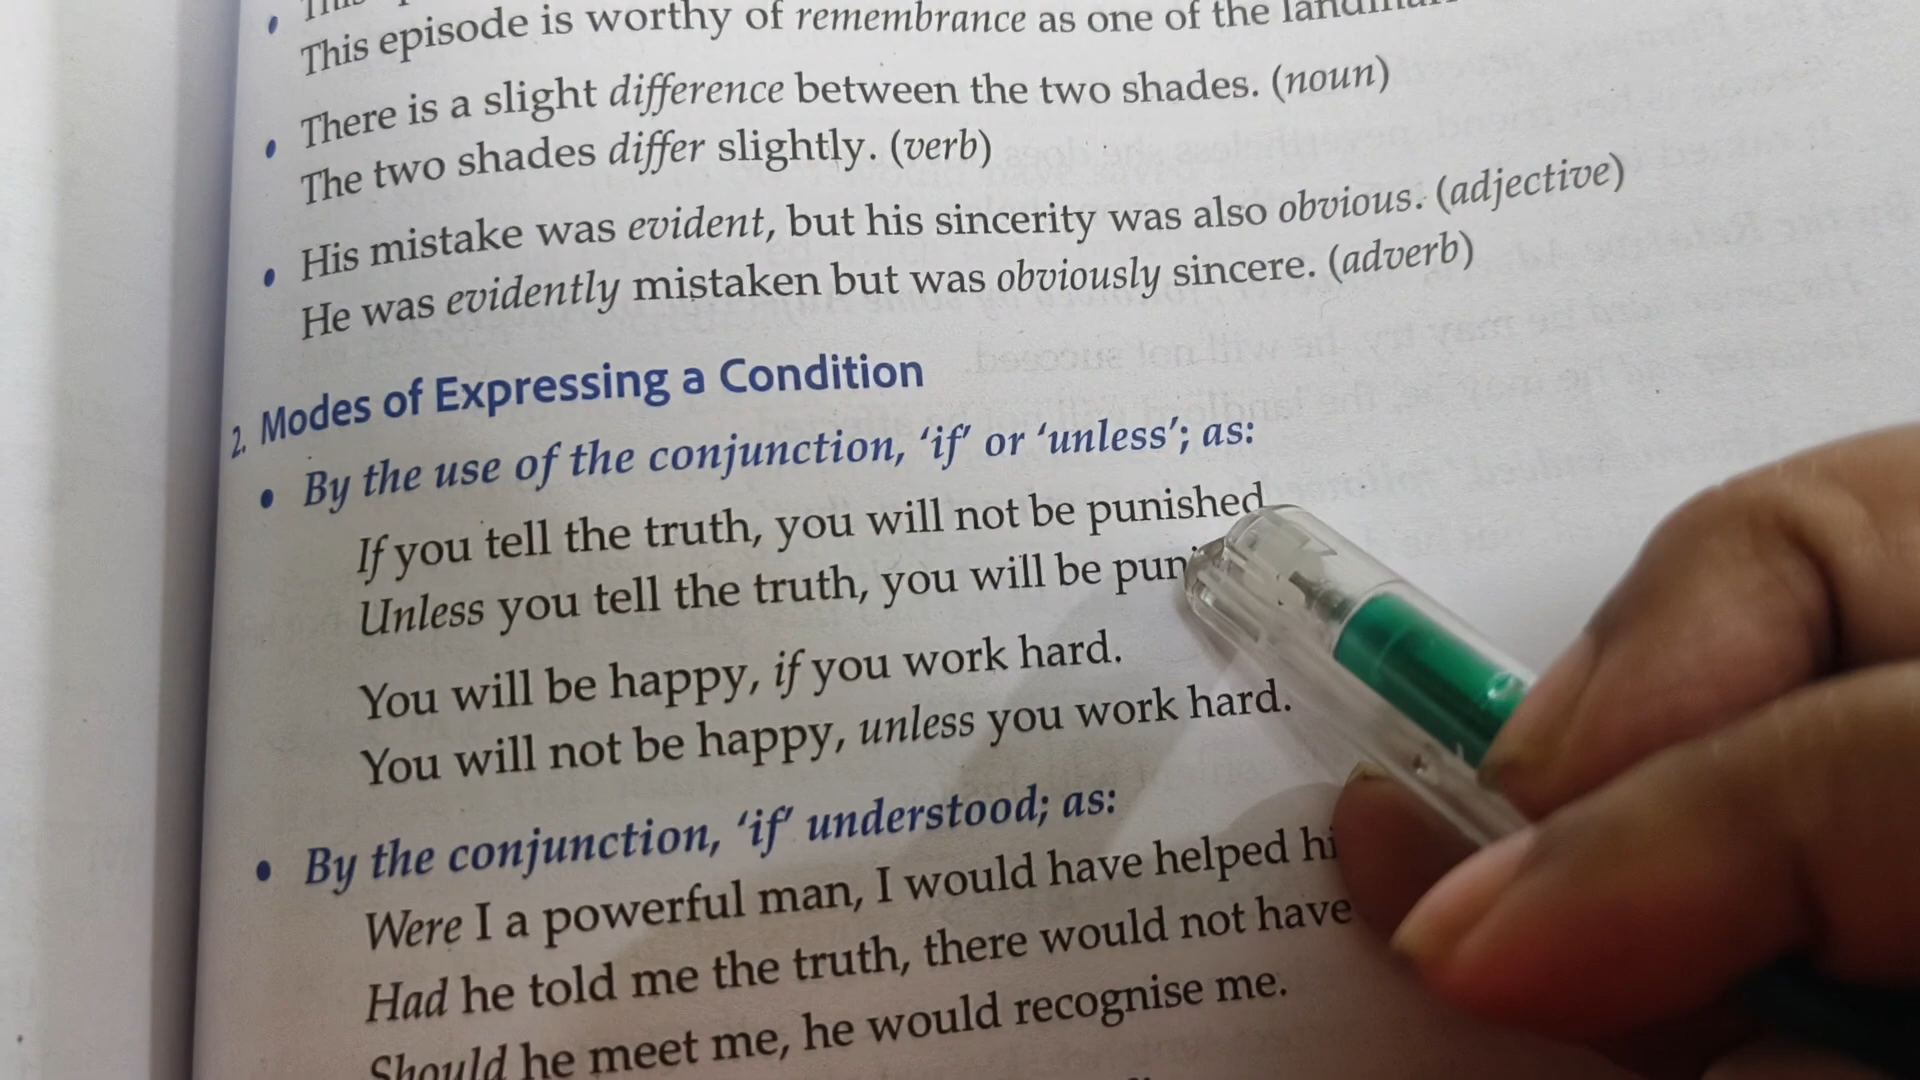 This episode is worthy of remembrance as one of the
• There is a slight difference between the two shades. (noun)
The two shades differ slightly. (verb)
• His mistake was evident, but his sincerity was also obvious. (adjective)
He was evidently mistaken but was obviously sincere. (adverb)
2. Modes of Expressing a Condition
• By the use of the conjunction, ‘if’ or ‘unless’; as:
If you tell the truth, you will not be punished
Unless you tell the truth, you will be
You will be happy, if you work hard.
You will not be happy, unless you work hard.
• By the conjunction, ‘if’ understood; as:
Were I a powerful man, I would have helped
Had he told me the truth, there would not have
Should he meet me, he would recognise me.